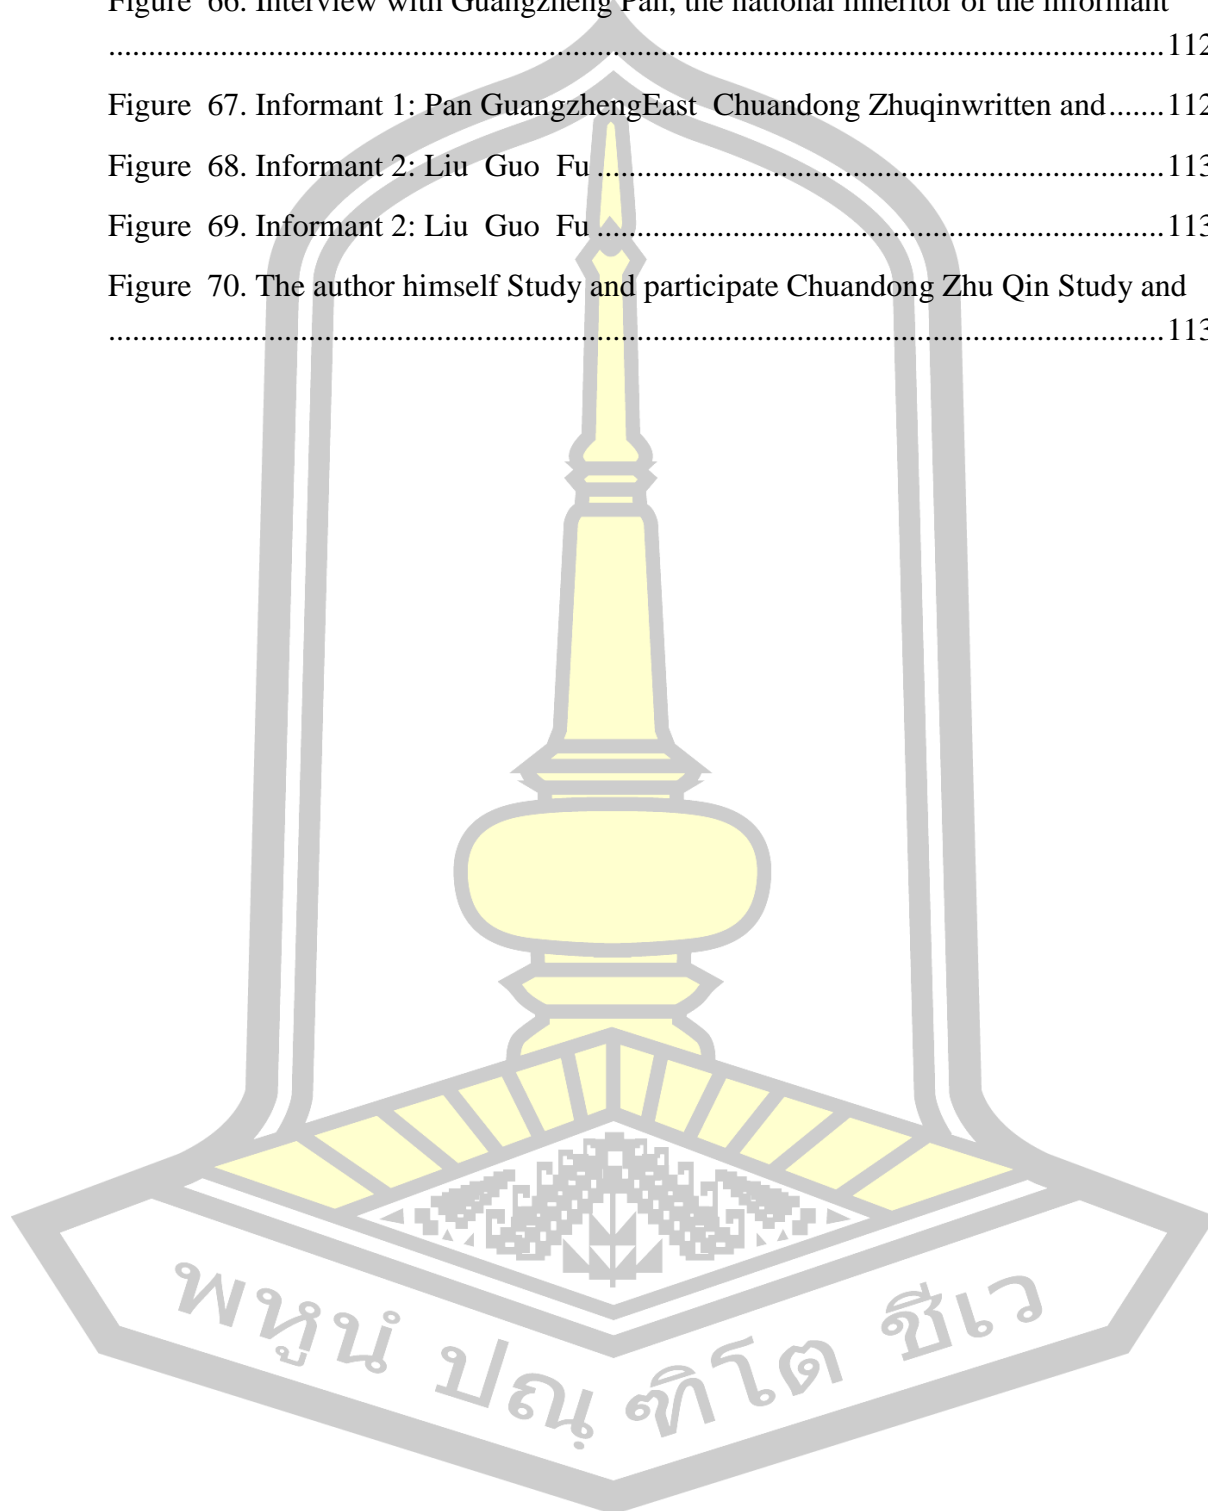 Figure 66. Interview with Guangzheng Pan, the national inheritor of the informant
....................................................................................................................................112
Figure 67. Informant 1: Pan GuangzhengEast Chuandong Zhuqinwritten and.......112
Figure 68. Informant 2: Liu Guo Fu .......................................................................113
Figure 69. Informant 2: Liu Guo Fu .......................................................................113
Figure 70. The author himself Study and participate Chuandong Zhu Qin Study and
....................................................................................................................................113
พหูนํ ปณฺฑิโต ชีเว